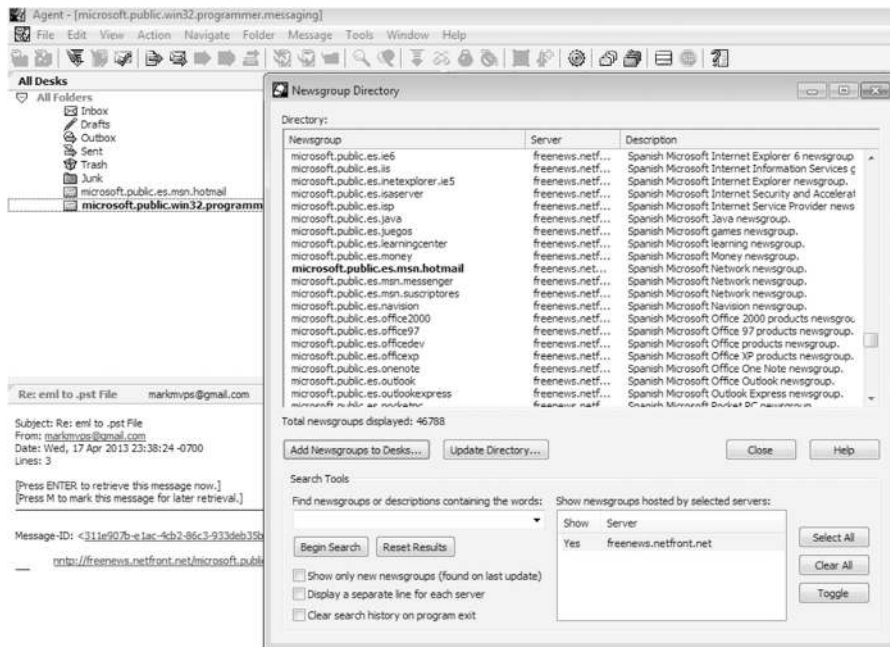 Agent - [microsoft.public.win32.programmer.messaging]
File Edit View Action Navigate Folder Message Tools Window Help
All Desks
All Folders
Inbox
Drafts
Outbox
Sent
Trash
Junk
microsoft.public.es.msn.hotmail
microsoft.public.win32.programm
Re: eml to .pst File markmvps@gmail.com
Subject: Re: eml to .pst File
From: markmvps@gmail.com
Date: Wed, 17 Apr 2013 23:38:24 -0700
Lines: 3
[Press ENTER to retrieve this message now.]
[Press M to mark this message for later retrieval.]
Message-ID: <311e907b-e1ac-4cb2-86c3-933deb35b
nntp://freenews.netfront.net/microsoft.publi
Newsgroup Directory
Directory:
Newsgroup Server Description
microsoft.public.es.ie6 freenews.netf... Spanish Microsoft Internet Explorer 6 newsgroup
microsoft.public.es.iis freenews.netf... Spanish Microsoft Internet Information Services g
microsoft.public.es.inetexplorer.ie5 freenews.netf... Spanish Microsoft Internet Explorer newsgroup.
microsoft.public.es.isaserver freenews.netf... Spanish Microsoft Internet Security and Accelerat
microsoft.public.es.isp freenews.netf... Spanish Microsoft Internet Service Provider news
microsoft.public.es.java freenews.netf... Spanish Microsoft Java newsgroup.
microsoft.public.es.juegos freenews.netf... Spanish Microsoft games newsgroup.
microsoft.public.es.learningcenter freenews.netf... Spanish Microsoft learning newsgroup.
microsoft.public.es.money freenews.netf... Spanish Microsoft Money newsgroup.
microsoft.public.es.msn.hotmail freenews.net... Spanish Microsoft Network newsgroup.
microsoft.public.es.msn.messenger freenews.netf... Spanish Microsoft Network newsgroup.
microsoft.public.es.msn.suscriptores freenews.netf... Spanish Microsoft Network newsgroup.
microsoft.public.es.navision freenews.netf... Spanish Microsoft Navision newsgroup.
microsoft.public.es.office2000 freenews.netf... Spanish Microsoft Office 2000 products newsgrou
microsoft.public.es.office97 freenews.netf... Spanish Microsoft Office 97 products newsgroup.
microsoft.public.es.officedev freenews.netf... Spanish Microsoft Office products newsgroup.
microsoft.public.es.officexp freenews.netf... Spanish Microsoft Office XP products newsgroup.
microsoft.public.es.onenote freenews.netf... Spanish Microsoft Office One Note newsgroup.
microsoft.public.es.outlook freenews.netf... Spanish Microsoft Office Outlook newsgroup.
microsoft.public.es.outlookexpress freenews.netf... Spanish Microsoft Outlook Express newsgroup.
microsoft.public.es.pocketpc freenews.netf Spanish Microsoft Pocket PC newsgroup
Total newsgroups displayed: 46788
Add Newsgroups to Desks... Update Directory... Close Help
Search Tools
Find newsgroups or descriptions containing the words:
Begin Search Reset Results
Show only new newsgroups (found on last update)
Display a separate line for each server
Clear search history on program exit
Show newsgroups hosted by selected servers:
Show Server
Yes freenews.netfront.net
Select All
Clear All
Toggle